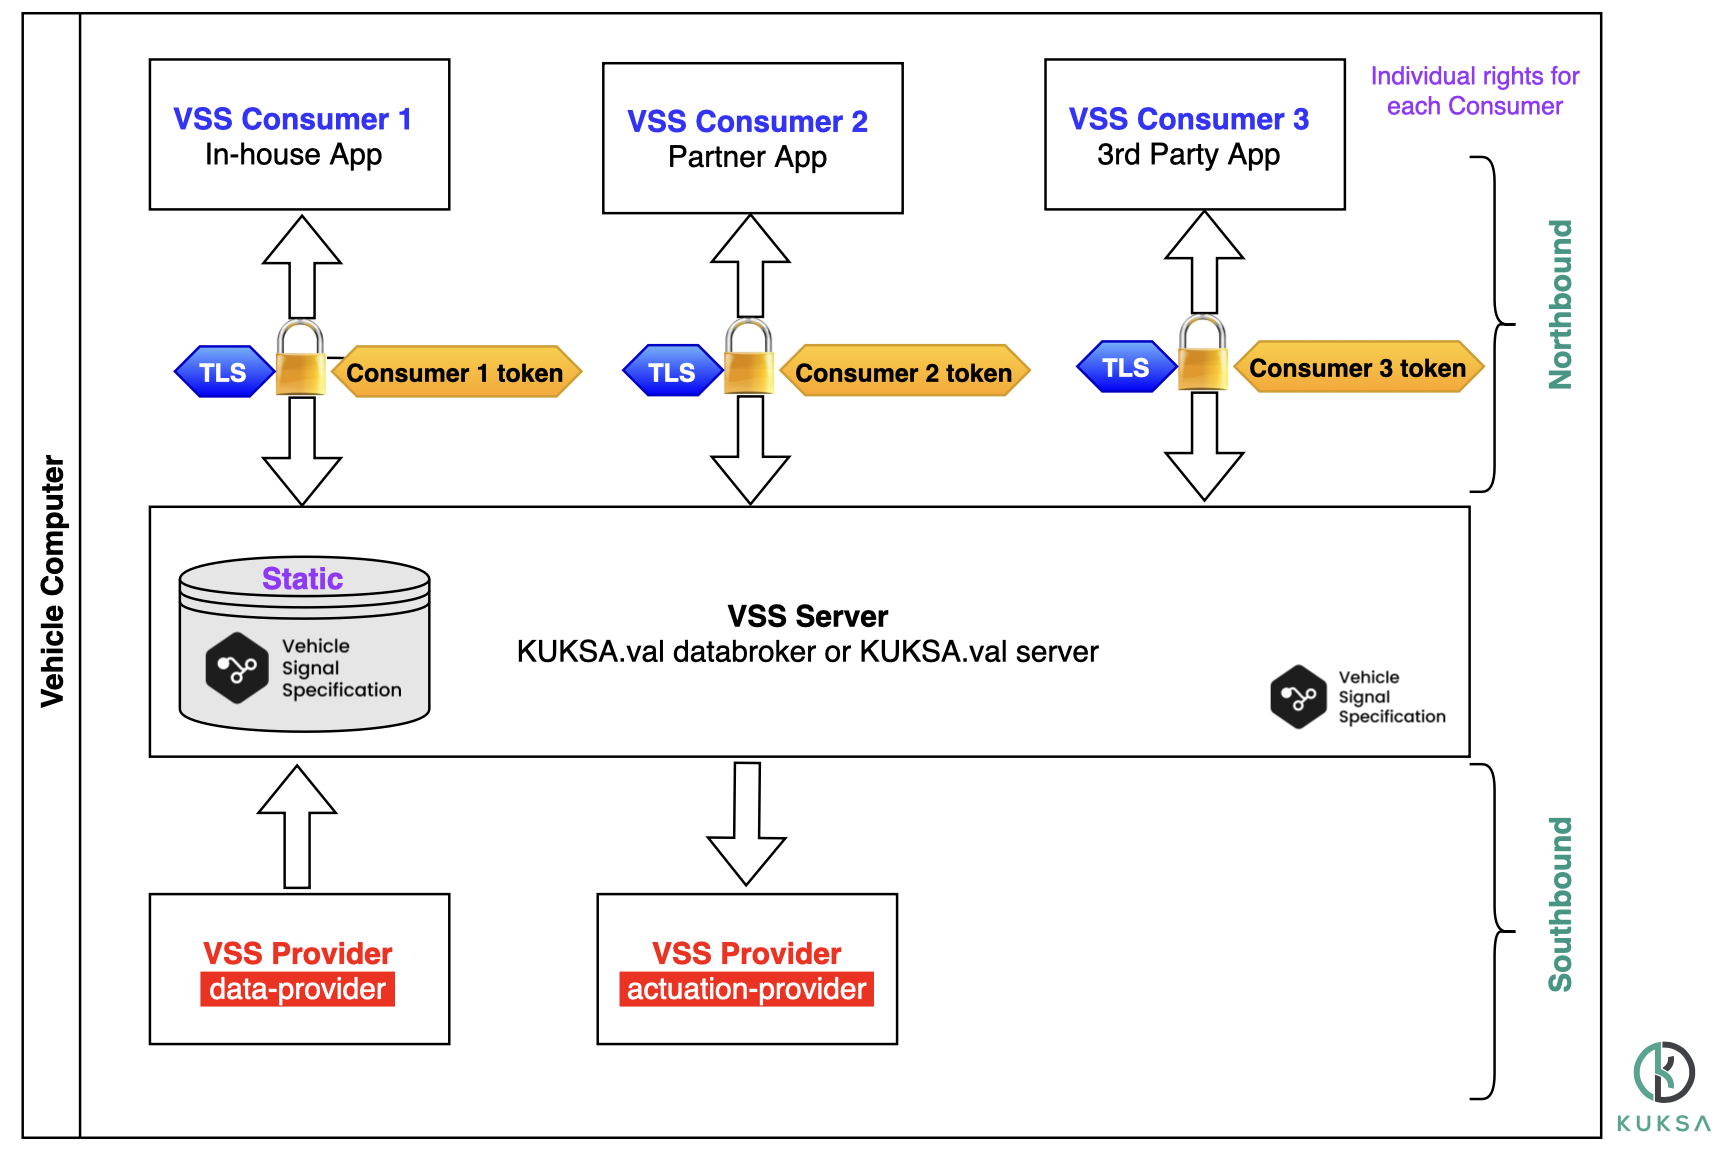 Vehicle Computer
VSS Consumer 1
In-house App
VSS Consumer 2
Partner App
VSS Consumer 3
3rd Party App
Individual rights for
each Consumer
Northbound
TLS
Consumer 1 token
TLS
Consumer 2 token
TLS
Consumer 3 token
Static
Vehicle
Signal
Specification
VSS Server
KUKSA.val databroker or KUKSA.val server
Vehicle
Signal
Specification
Southbound
VSS Provider
data-provider
VSS Provider
actuation-provider
KUKSA